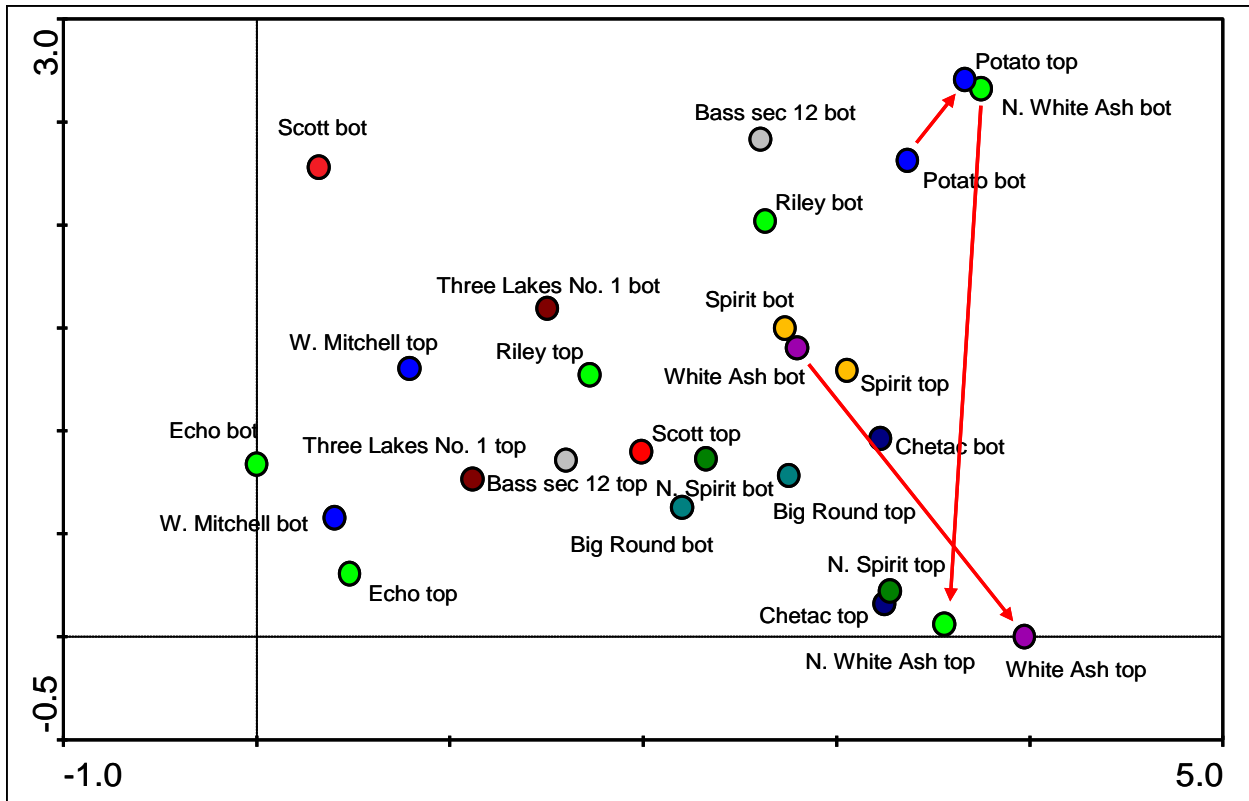 3.0
Potato top
N. White Ash bot
Bass sec 12 bot
Scott bot
Potato bot
Riley bot
Three Lakes No. 1 bot
Spirit bot
W. Mitchell top
Riley top
White Ash bot
Spirit top
Echo bot
Scott top
Three Lakes No. 1 top
Chetac bot
Bass sec 12 top
N. Spirit bot
Big Round top
W. Mitchell bot
Big Round bot
N. Spirit top
Echo top
Chetac top
N. White Ash top
White Ash top
-0.5
-1.0
5.0